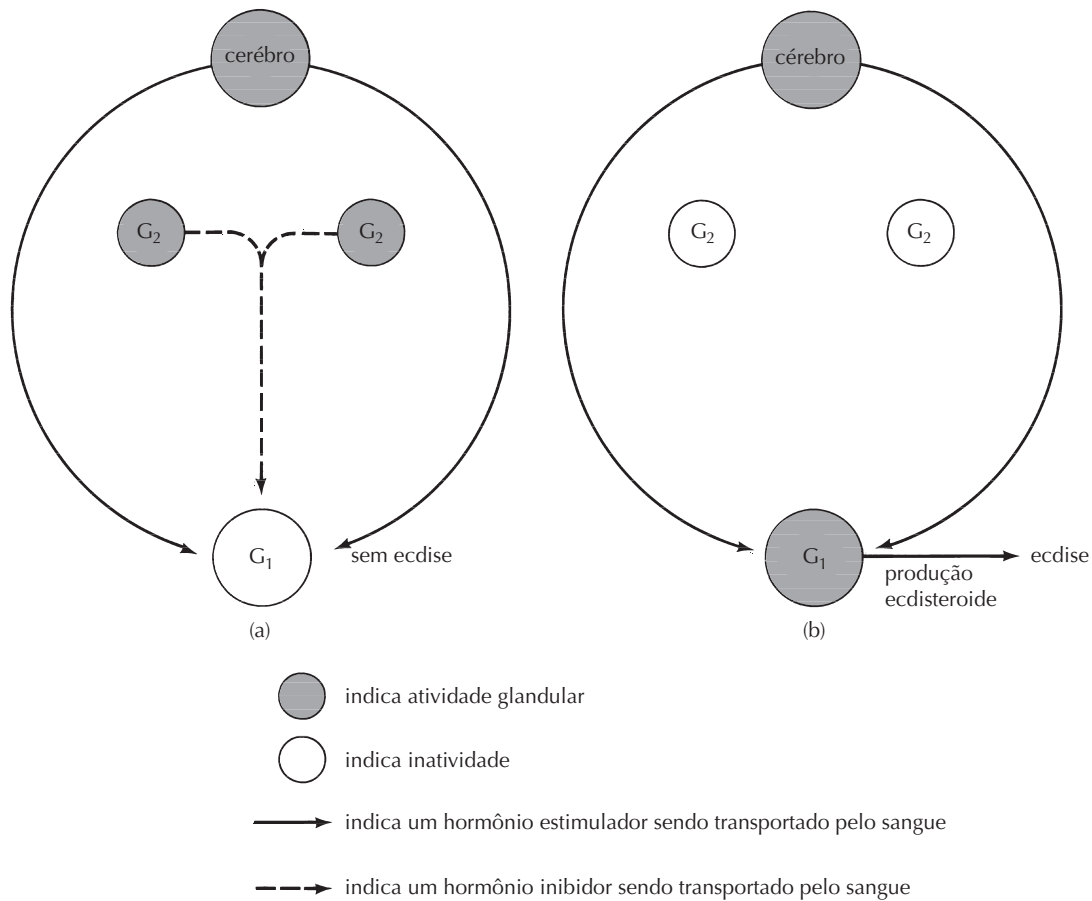 cerébro
G2
G2
G1
sem ecdise
(a)
cérebro
G2
G2
G1
ecdise
produção
ecdisteroide
(b)
indica atividade glandular
indica inatividade
indica um hormônio estimulador sendo transportado pelo sangue
indica um hormônio inibidor sendo transportado pelo sangue